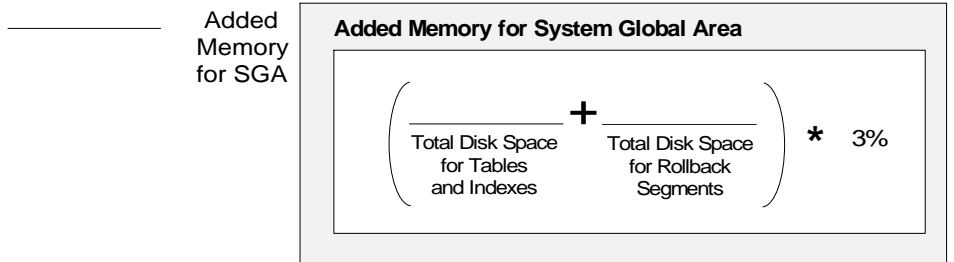 Added
Memory
for SGA
Added Memory for System Global Area
( + ) * 3%
Total Disk Space
for Tables
and Indexes
Total Disk Space
for Rollback
Segments